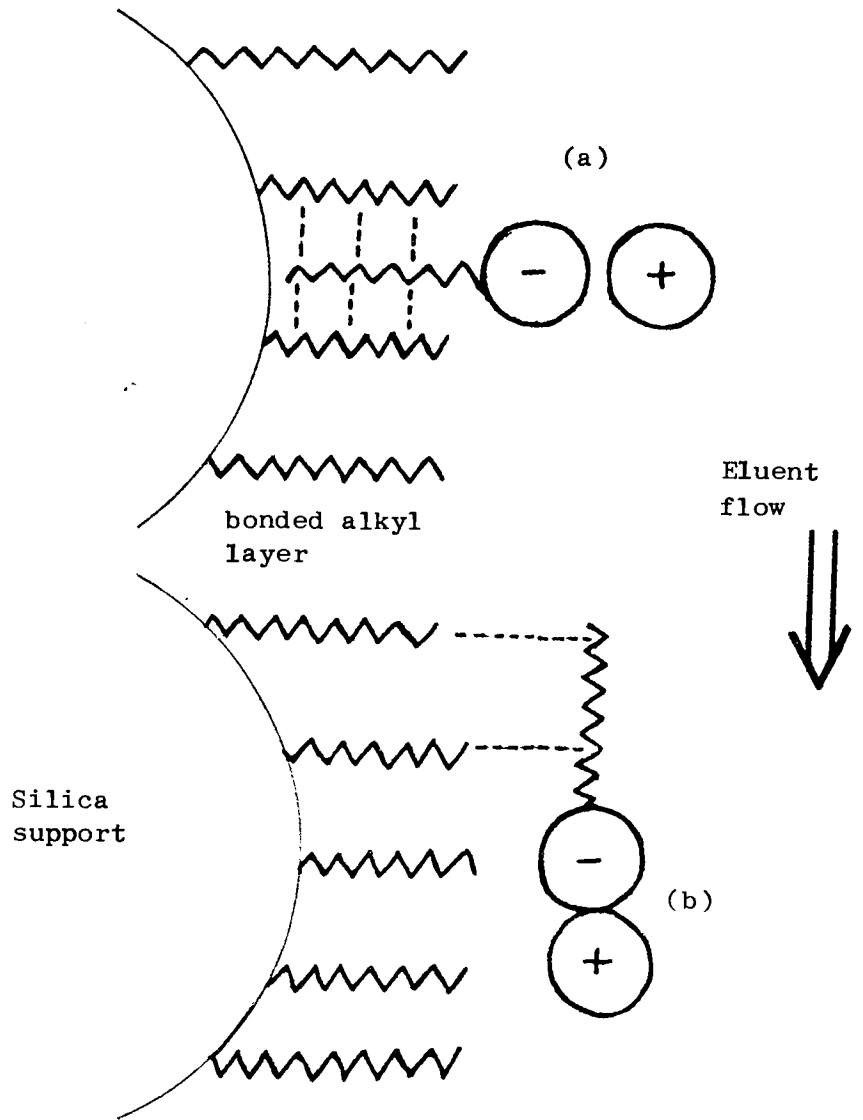 (a)
-
+
Eluent
flow
bonded alkyl
layer
Silica
support
-
(b)
+